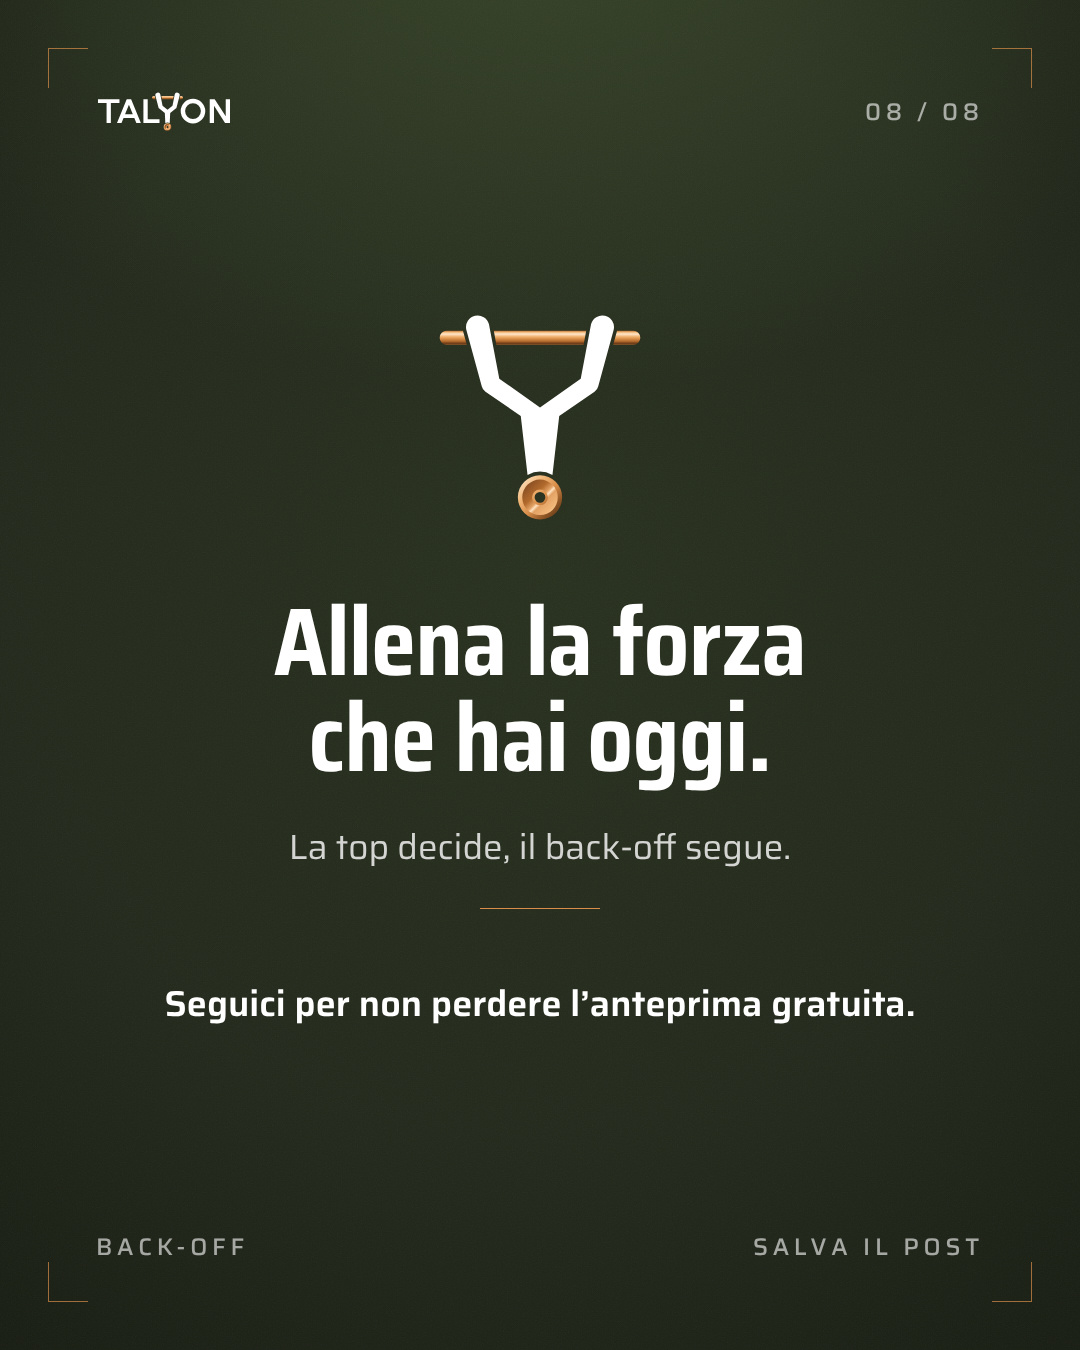 TALYON
08 / 08
Allena la forza
che hai oggi.
La top decide, il back-off segue.
Seguici per non perdere l’anteprima gratuita.
BACK-OFF
SALVA IL POST